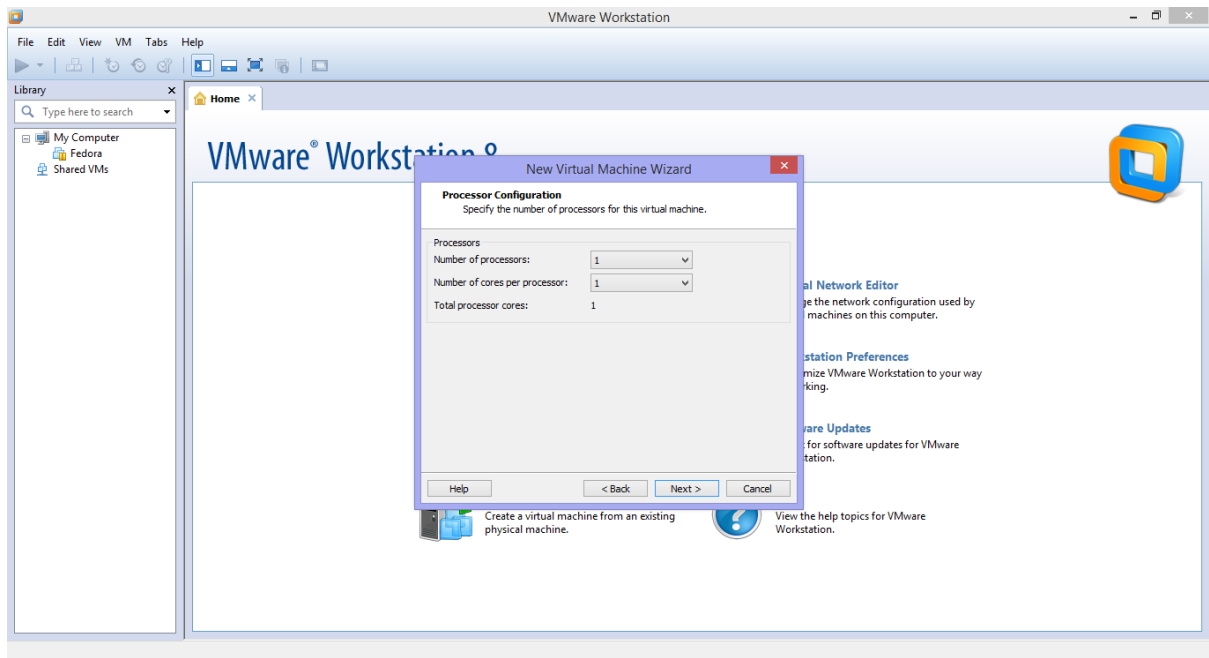 VMware Workstation
File Edit View VM Tabs Help
Library
Type here to search
My Computer
Fedora
Shared VMs
Home
VMware® Workstation 8
New Virtual Machine Wizard
Processor Configuration
Specify the number of processors for this virtual machine.
Processors
Number of processors: 1
Number of cores per processor: 1
Total processor cores: 1
Help < Back Next > Cancel
al Network Editor
ge the network configuration used by
l machines on this computer.
station Preferences
mize VMware Workstation to your way
rking.
ware Updates
for software updates for VMware
station.
Create a virtual machine from an existing
physical machine.
View the help topics for VMware
Workstation.